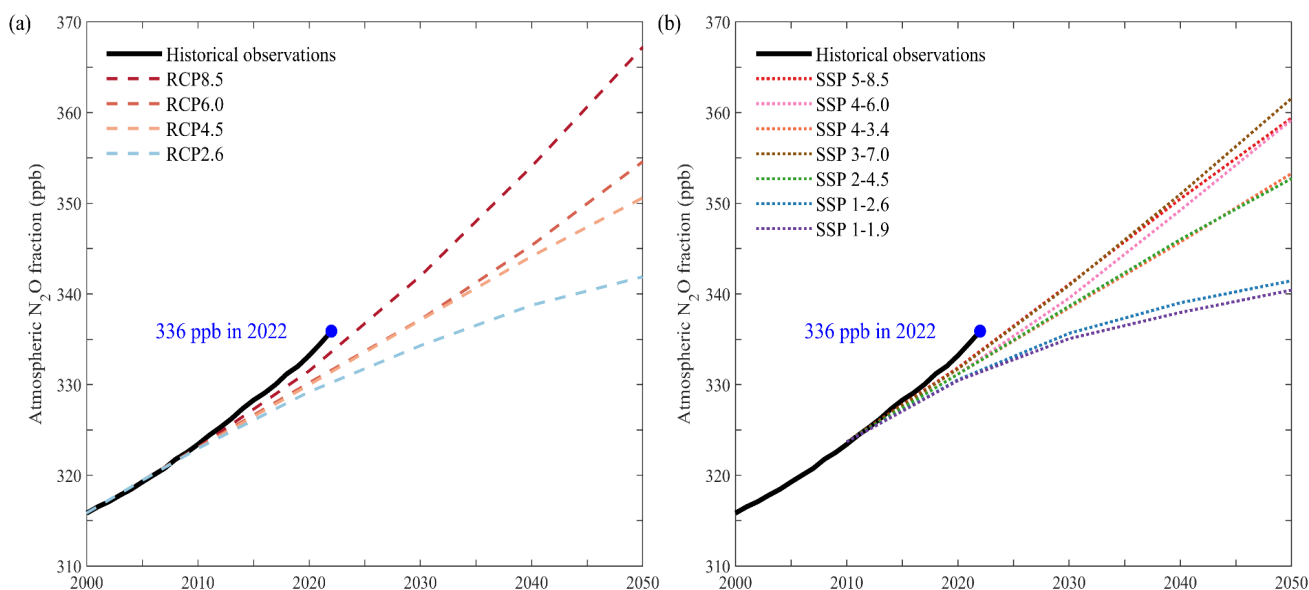 (a)
Atmospheric N₂O fraction (ppb)
370
360
350
340
330
320
310
2000
2010
2020
2030
2040
2050
Historical observations
RCP8.5
RCP6.0
RCP4.5
RCP2.6
336 ppb in 2022
(b)
Atmospheric N₂O fraction (ppb)
370
360
350
340
330
320
310
2000
2010
2020
2030
2040
2050
Historical observations
SSP 5-8.5
SSP 4-6.0
SSP 4-3.4
SSP 3-7.0
SSP 2-4.5
SSP 1-2.6
SSP 1-1.9
336 ppb in 2022